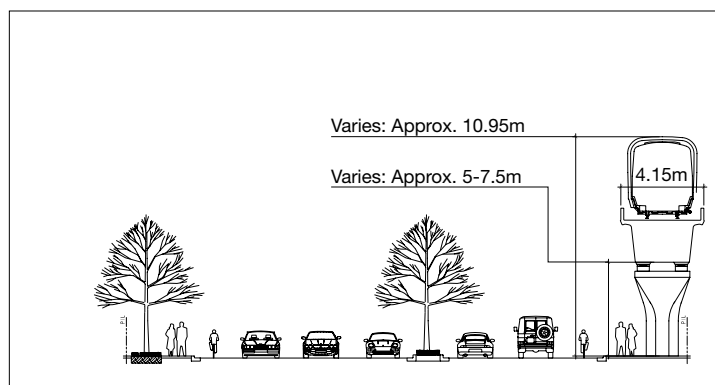 Varies: Approx. 10.95m
Varies: Approx. 5-7.5m
4.15m
P/L
P/L